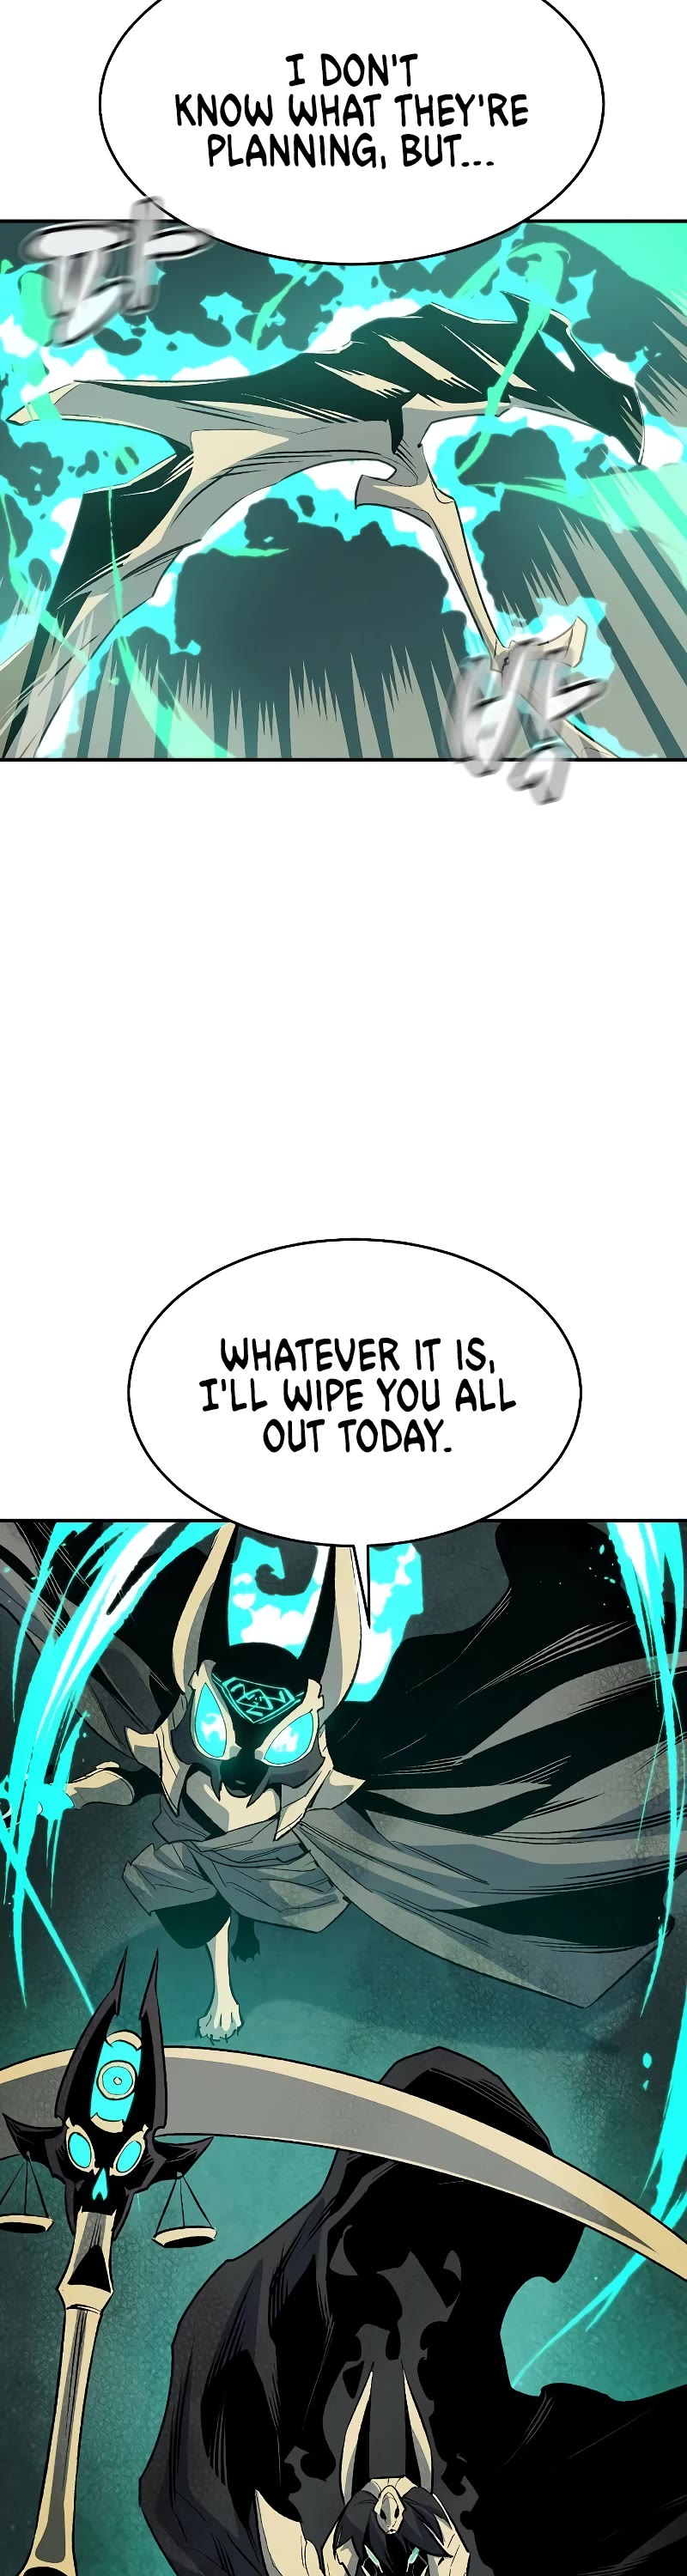 I DON'T
KNOW WHAT THEY'RE
PLANNING, BUT...
WHATEVER IT IS,
I'LL WIPE YOU ALL
OUT TODAY.